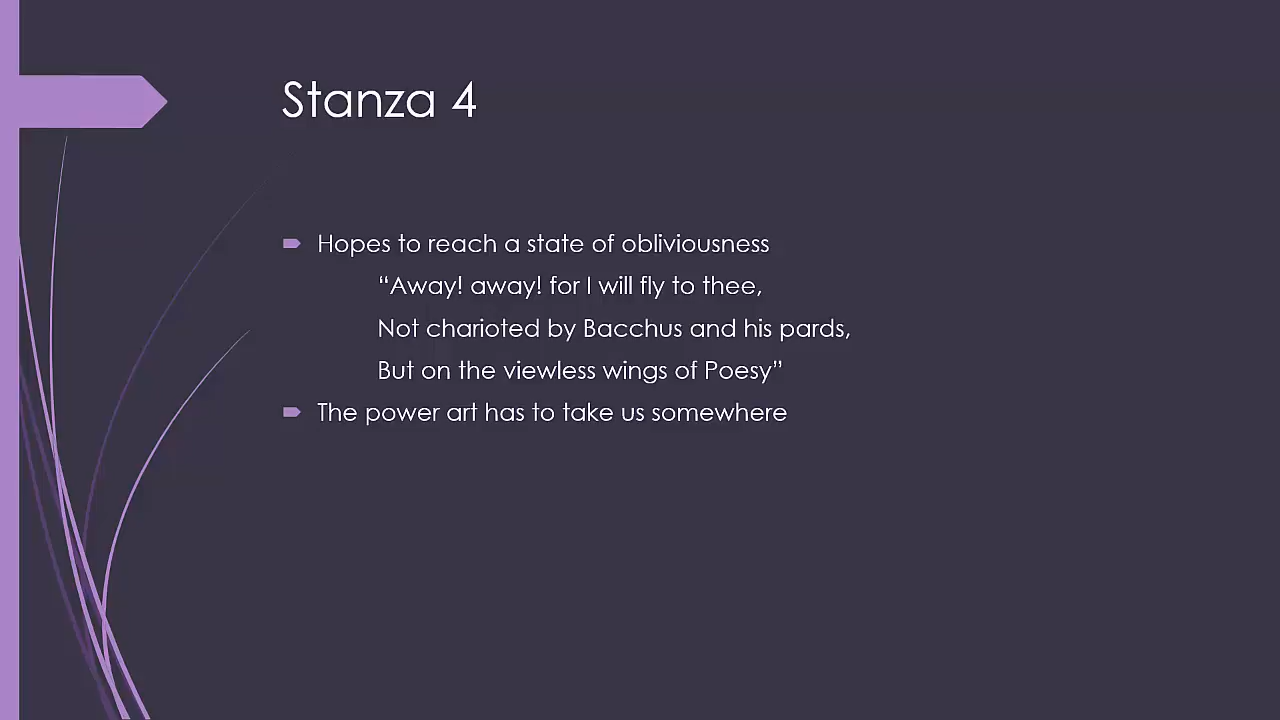 Stanza 4
Hopes to reach a state of obliviousness
“Away! away! for I will fly to thee,
Not charioted by Bacchus and his pards,
But on the viewless wings of Poesy”
The power art has to take us somewhere